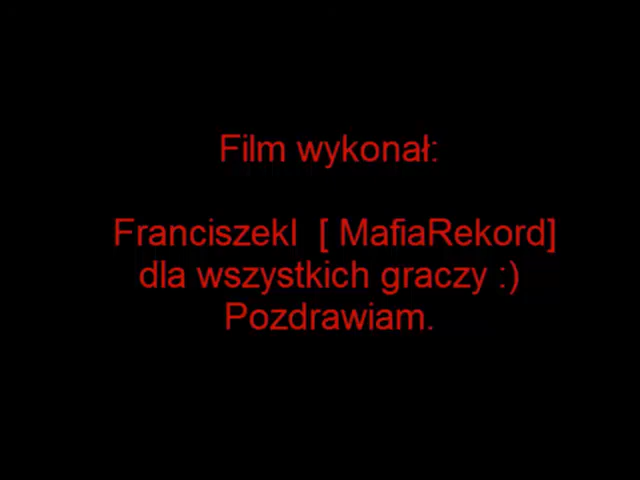 Film wykonał:
Franciszekl [ MafiaRekord]
dla wszystkich graczy :)
Pozdrawiam.